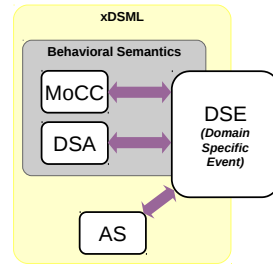 xDSML
Behavioral Semantics
MoCC
DSA
DSE
(Domain
Specific
Event)
AS